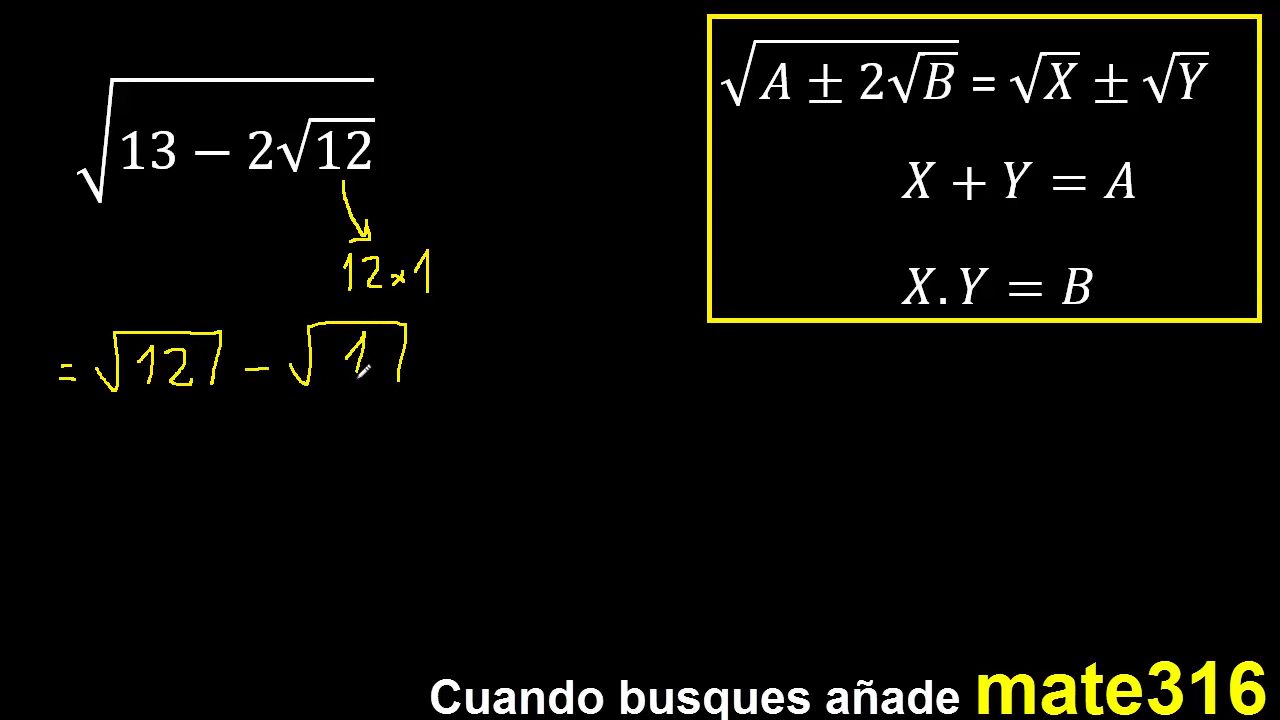 √(13 − 2√12)
12×1
= √12 − √1
√(A ± 2√B) = √X ± √Y
X + Y = A
X . Y = B
Cuando busques añade mate316